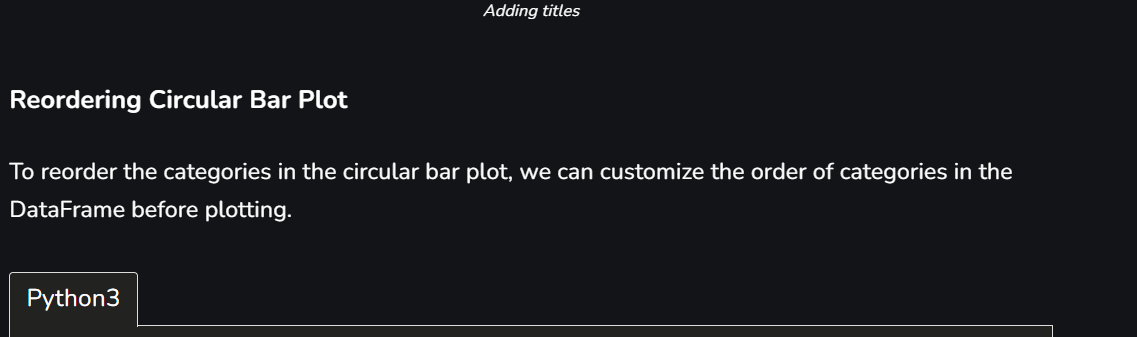 Adding titles
Reordering Circular Bar Plot
To reorder the categories in the circular bar plot, we can customize the order of categories in the
DataFrame before plotting.
Python3